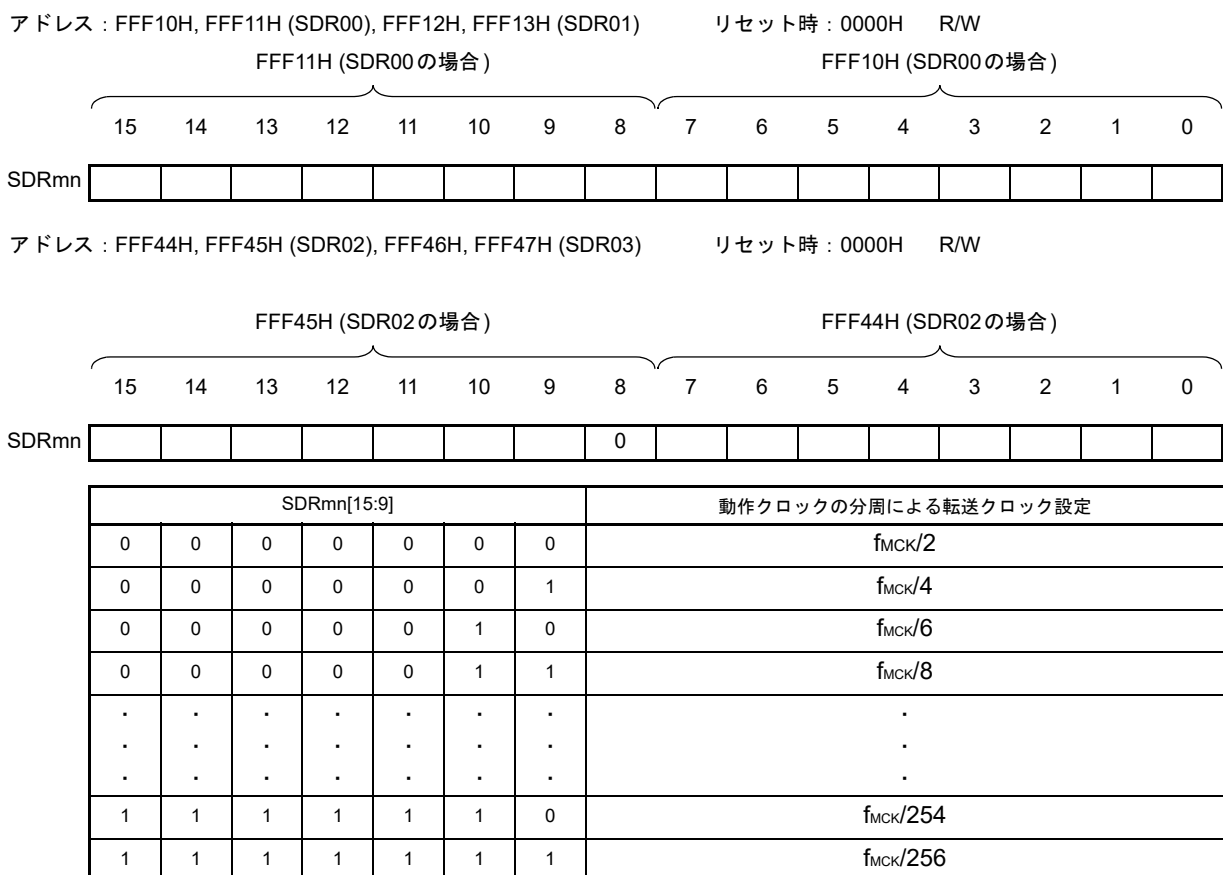 アドレス：FFF10H, FFF11H (SDR00), FFF12H, FFF13H (SDR01) リセット時：0000H R/W
FFF11H (SDR00の場合) FFF10H (SDR00の場合)
15 14 13 12 11 10 9 8 7 6 5 4 3 2 1 0
SDRmn
アドレス：FFF44H, FFF45H (SDR02), FFF46H, FFF47H (SDR03) リセット時：0000H R/W
FFF45H (SDR02の場合) FFF44H (SDR02の場合)
15 14 13 12 11 10 9 8 7 6 5 4 3 2 1 0
SDRmn 0
SDRmn[15:9] 動作クロックの分周による転送クロック設定
0 0 0 0 0 0 0 fMCK/2
0 0 0 0 0 0 1 fMCK/4
0 0 0 0 0 1 0 fMCK/6
0 0 0 0 0 1 1 fMCK/8
. . . . . . . .
. . . . . . . .
. . . . . . . .
1 1 1 1 1 1 0 fMCK/254
1 1 1 1 1 1 1 fMCK/256